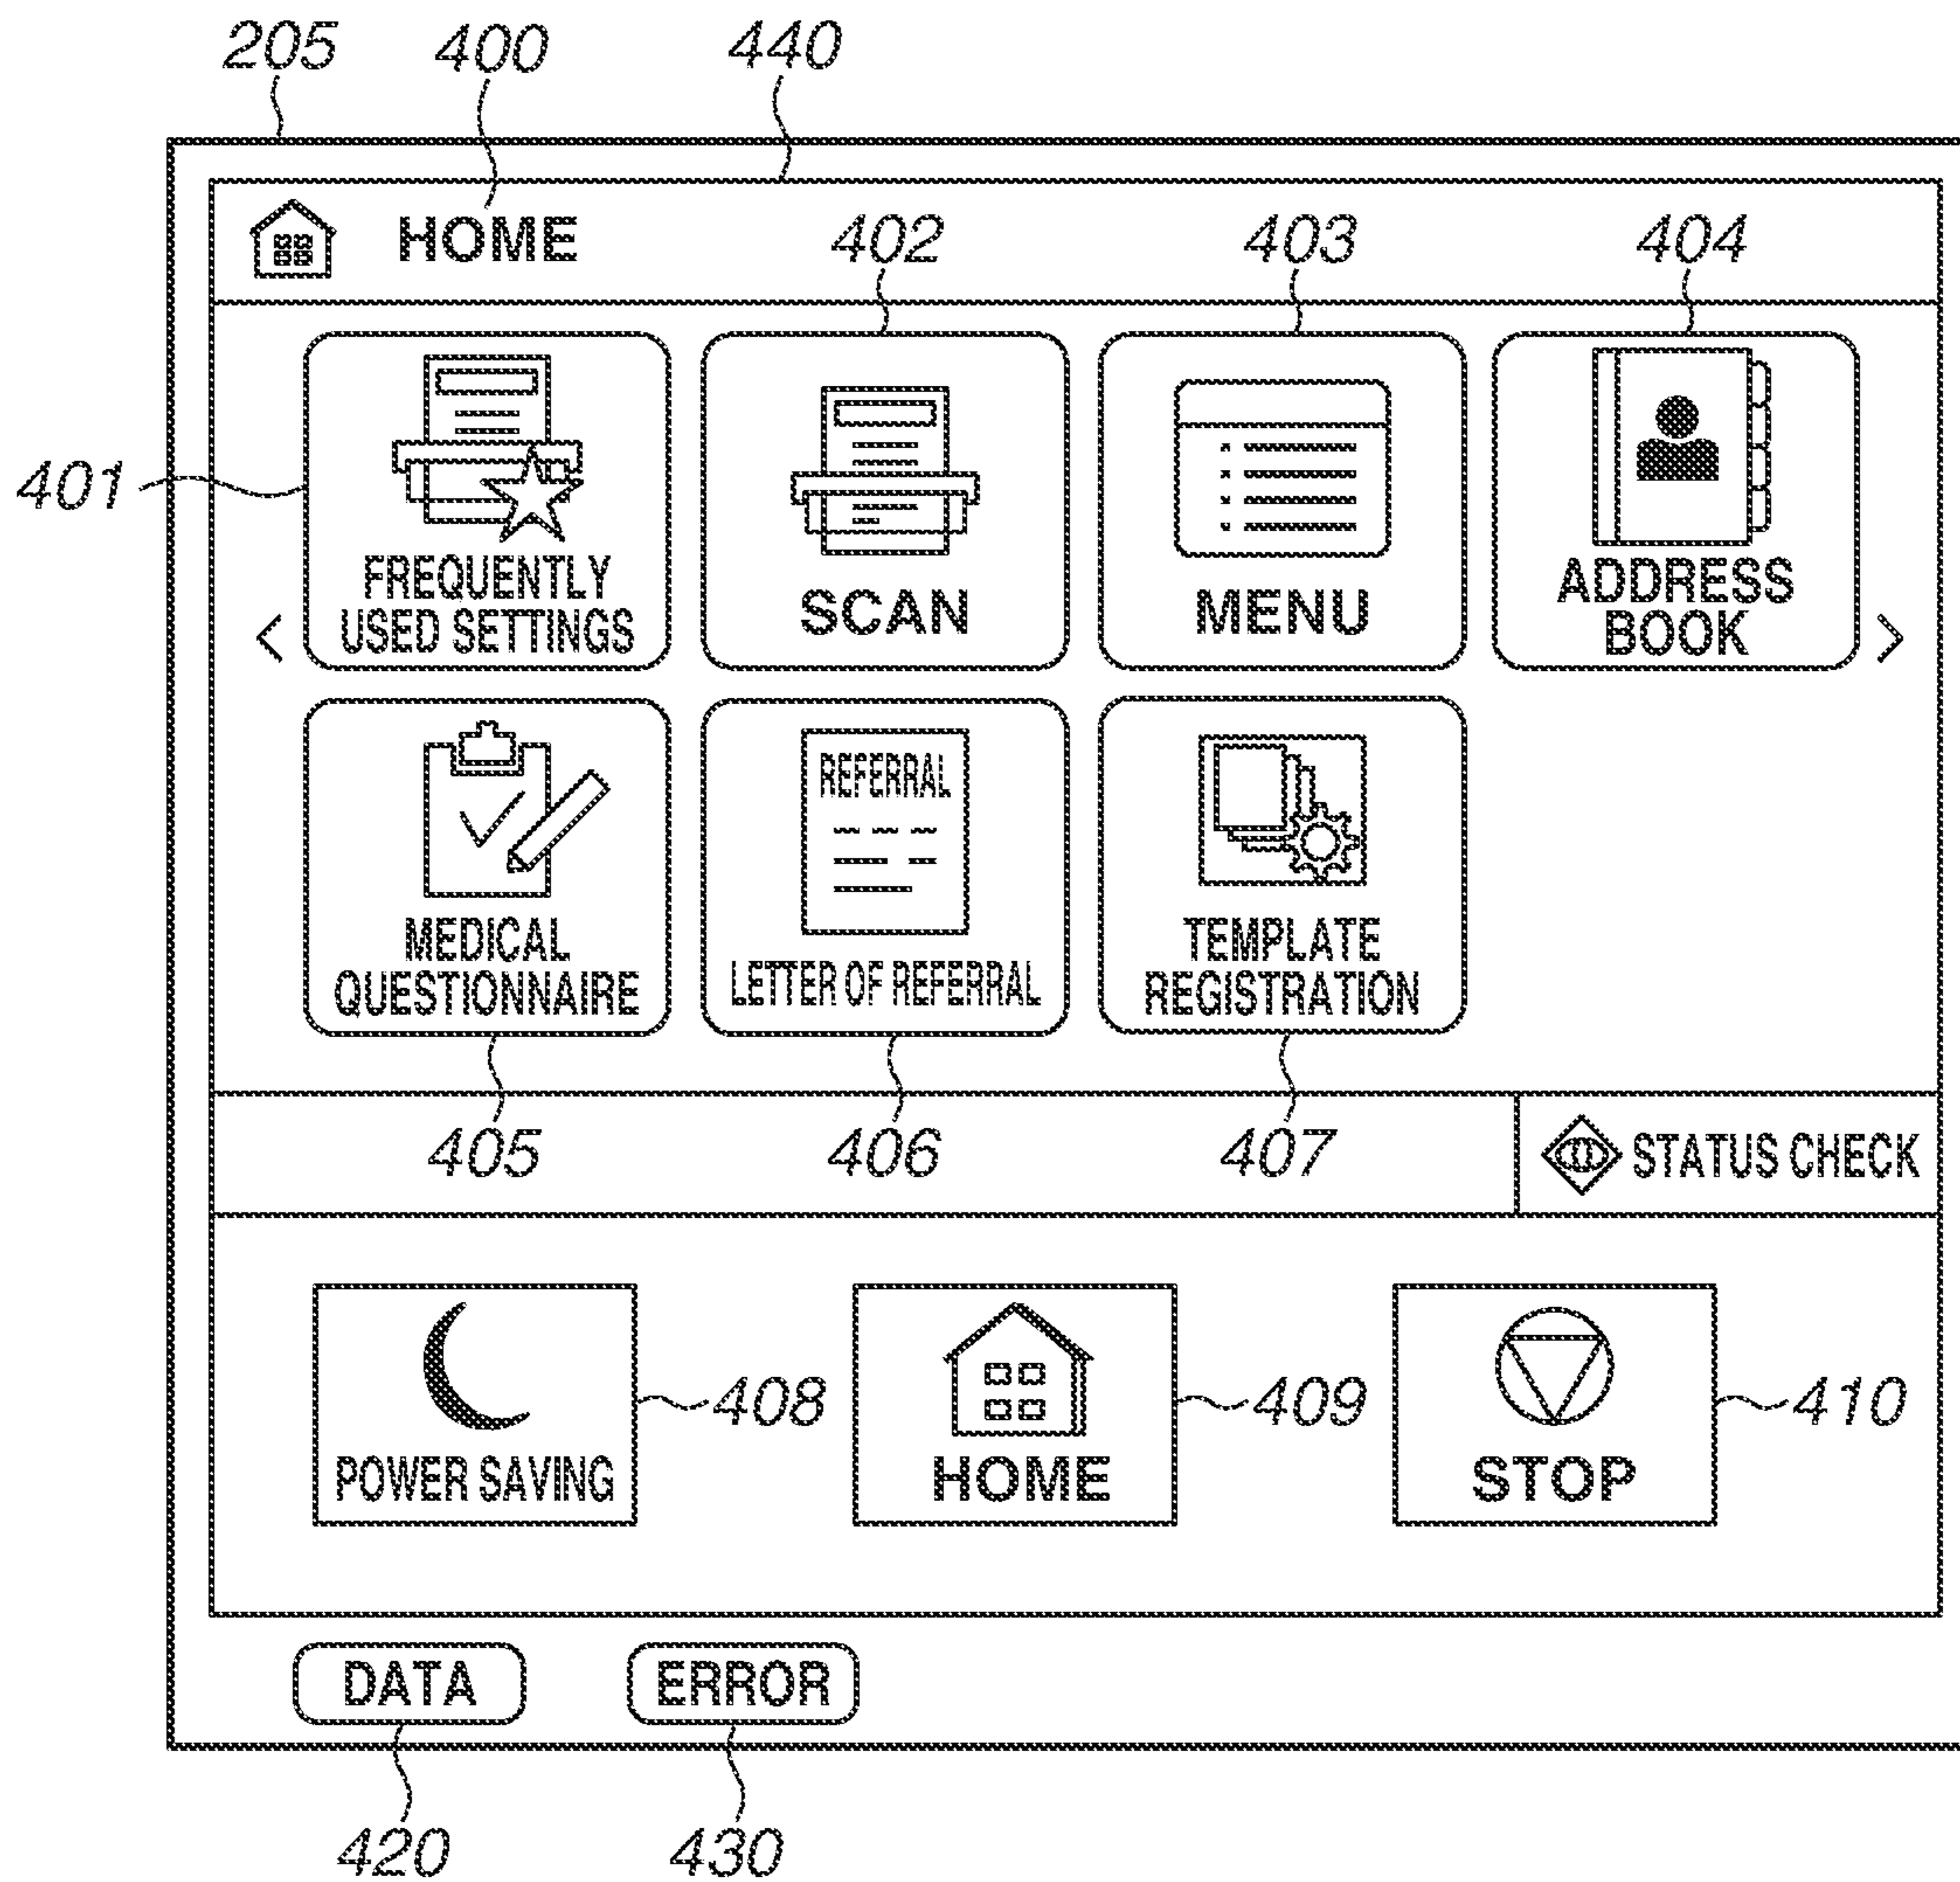 205 400 440
HOME
402 403 404
401
FREQUENTLY
USED SETTINGS
SCAN
MENU
ADDRESS
BOOK
<
>
REFERRAL
MEDICAL
QUESTIONNAIRE
LETTER OF REFERRAL
TEMPLATE
REGISTRATION
405 406 407
STATUS CHECK
POWER SAVING
408
HOME
409
STOP
410
DATA
ERROR
420 430